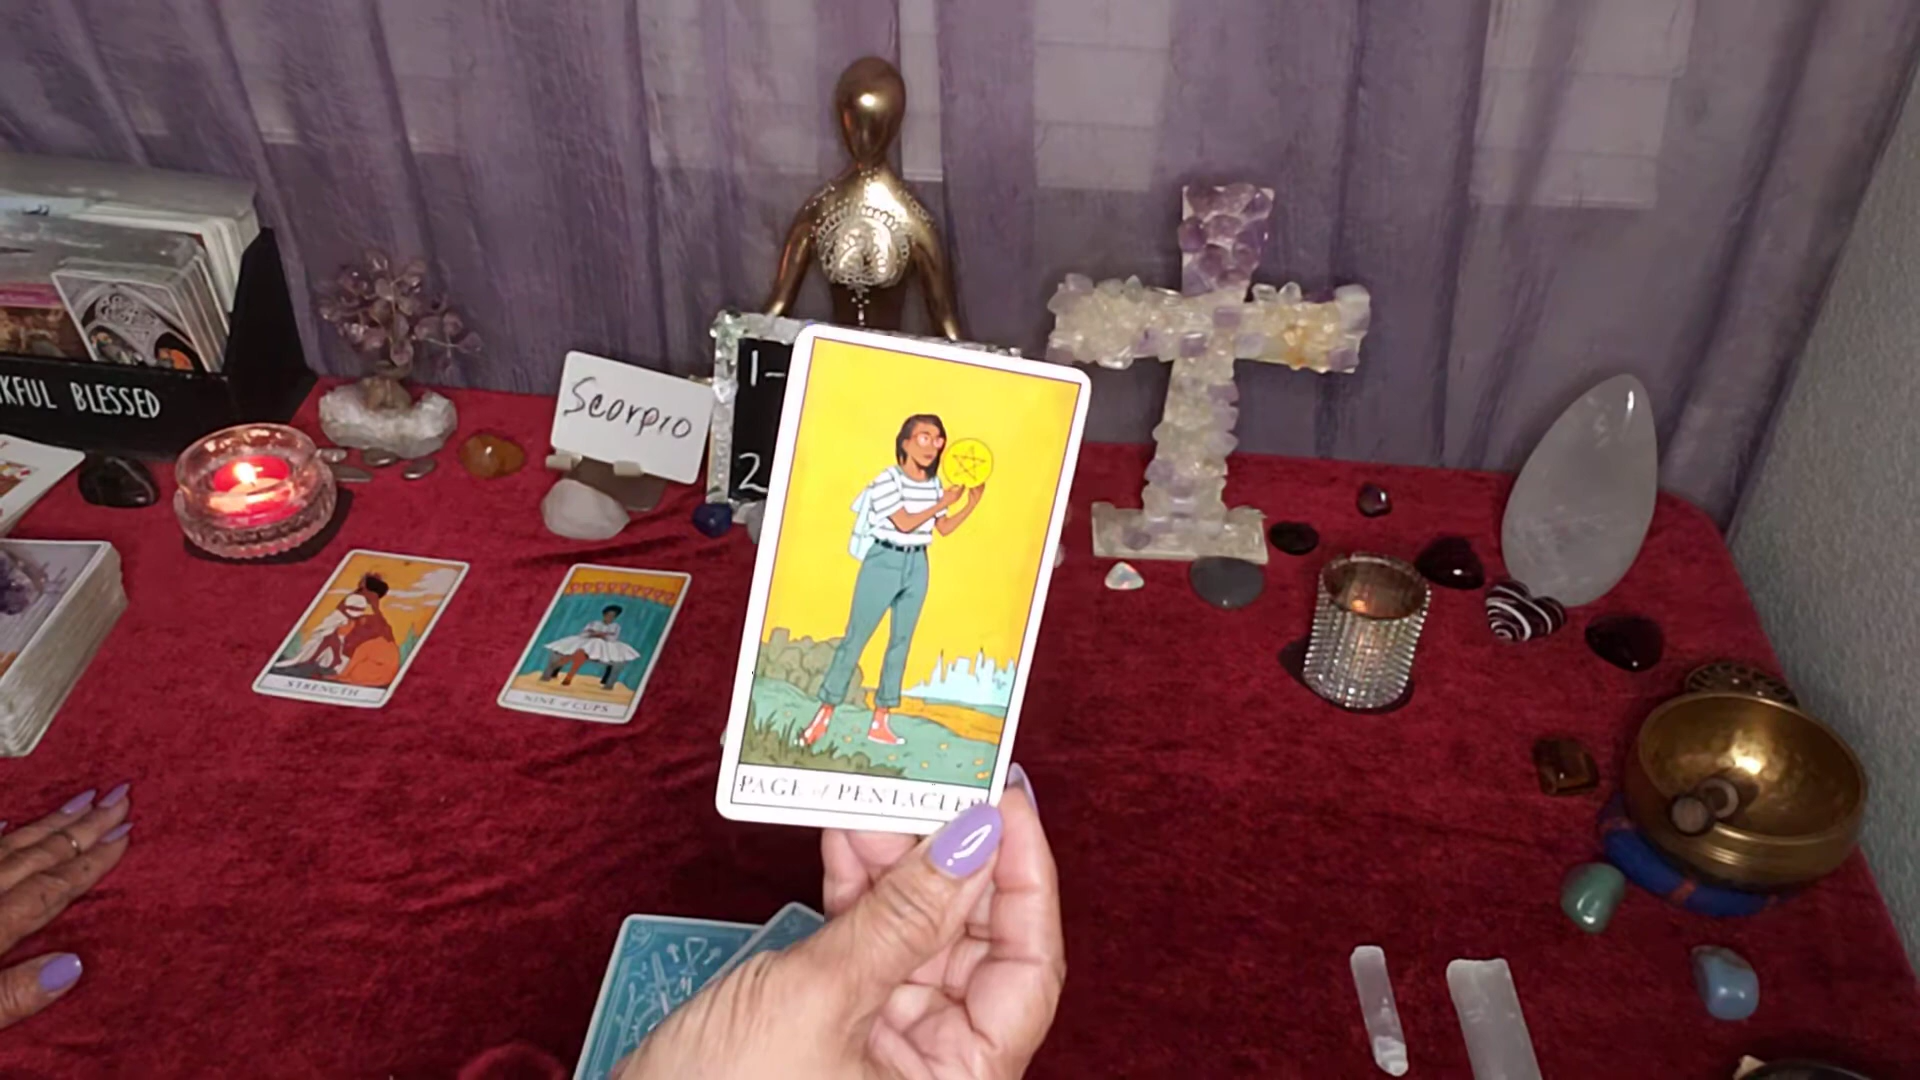 KFUL BLESSED
Scorpio
1-
2
STRENGTH
NINE of CUPS
PAGE of PENTACLES